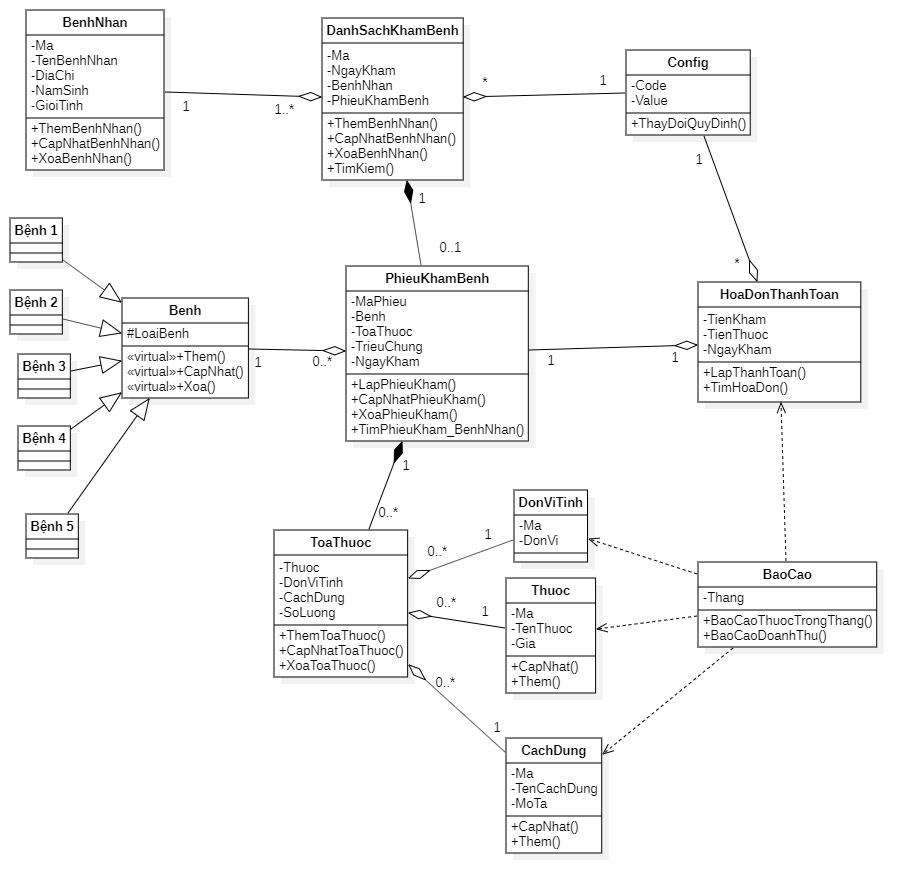 BenhNhan
-Ma
-TenBenhNhan
-DiaChi
-NamSinh
-GioiTinh
+ThemBenhNhan()
+CapNhatBenhNhan()
+XoaBenhNhan()
1
1..*
DanhSachKhamBenh
-Ma
-NgayKham
-BenhNhan
-PhieuKhamBenh
+ThemBenhNhan()
+CapNhatBenhNhan()
+XoaBenhNhan()
+TimKiem()
*
1
Config
-Code
-Value
+ThayDoiQuyDinh()
1
*
1
0..1
Bệnh 1
Bệnh 2
Bệnh 3
Bệnh 4
Bệnh 5
Benh
#LoaiBenh
«virtual»+Them()
«virtual»+CapNhat()
«virtual»+Xoa()
1
0..*
PhieuKhamBenh
-MaPhieu
-Benh
-ToaThuoc
-TrieuChung
-NgayKham
+LapPhieuKham()
+CapNhatPhieuKham()
+XoaPhieuKham()
+TimPhieuKham_BenhNhan()
1
1
HoaDonThanhToan
-TienKham
-TienThuoc
-NgayKham
+LapThanhToan()
+TimHoaDon()
1
0..*
ToaThuoc
-Thuoc
-DonViTinh
-CachDung
-SoLuong
+ThemToaThuoc()
+CapNhatToaThuoc()
+XoaToaThuoc()
0..*
1
0..*
1
0..*
1
DonViTinh
-Ma
-DonVi
Thuoc
-Ma
-TenThuoc
-Gia
+CapNhat()
+Them()
CachDung
-Ma
-TenCachDung
-MoTa
+CapNhat()
+Them()
BaoCao
-Thang
+BaoCaoThuocTrongThang()
+BaoCaoDoanhThu()